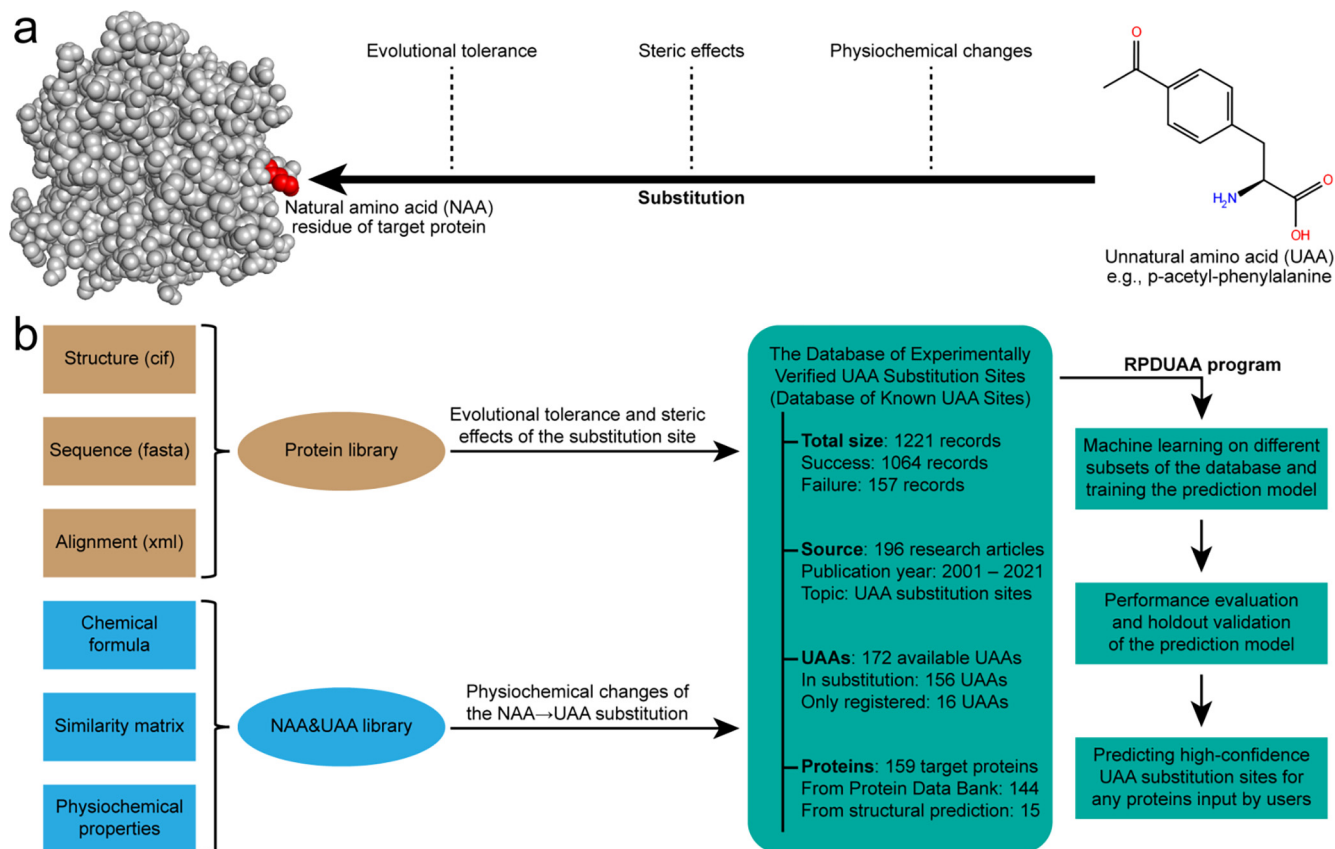 a
Evolutional tolerance
Steric effects
Physiochemical changes
Substitution
Natural amino acid (NAA)
residue of target protein
O
H₂N
O
OH
Unnatural amino acid (UAA)
e.g., p-acetyl-phenylalanine
b
Structure (cif)
Sequence (fasta)
Alignment (xml)
Protein library
Evolutional tolerance and steric
effects of the substitution site
Chemical
formula
Similarity matrix
Physiochemical
properties
NAA&UAA library
Physiochemical changes of
the NAA→UAA substitution
The Database of Experimentally
Verified UAA Substitution Sites
(Database of Known UAA Sites)
Total size: 1221 records
Success: 1064 records
Failure: 157 records
Source: 196 research articles
Publication year: 2001 – 2021
Topic: UAA substitution sites
UAAs: 172 available UAAs
In substitution: 156 UAAs
Only registered: 16 UAAs
Proteins: 159 target proteins
From Protein Data Bank: 144
From structural prediction: 15
RPDUAA program
Machine learning on different
subsets of the database and
training the prediction model
Performance evaluation
and holdout validation
of the prediction model
Predicting high-confidence
UAA substitution sites for
any proteins input by users